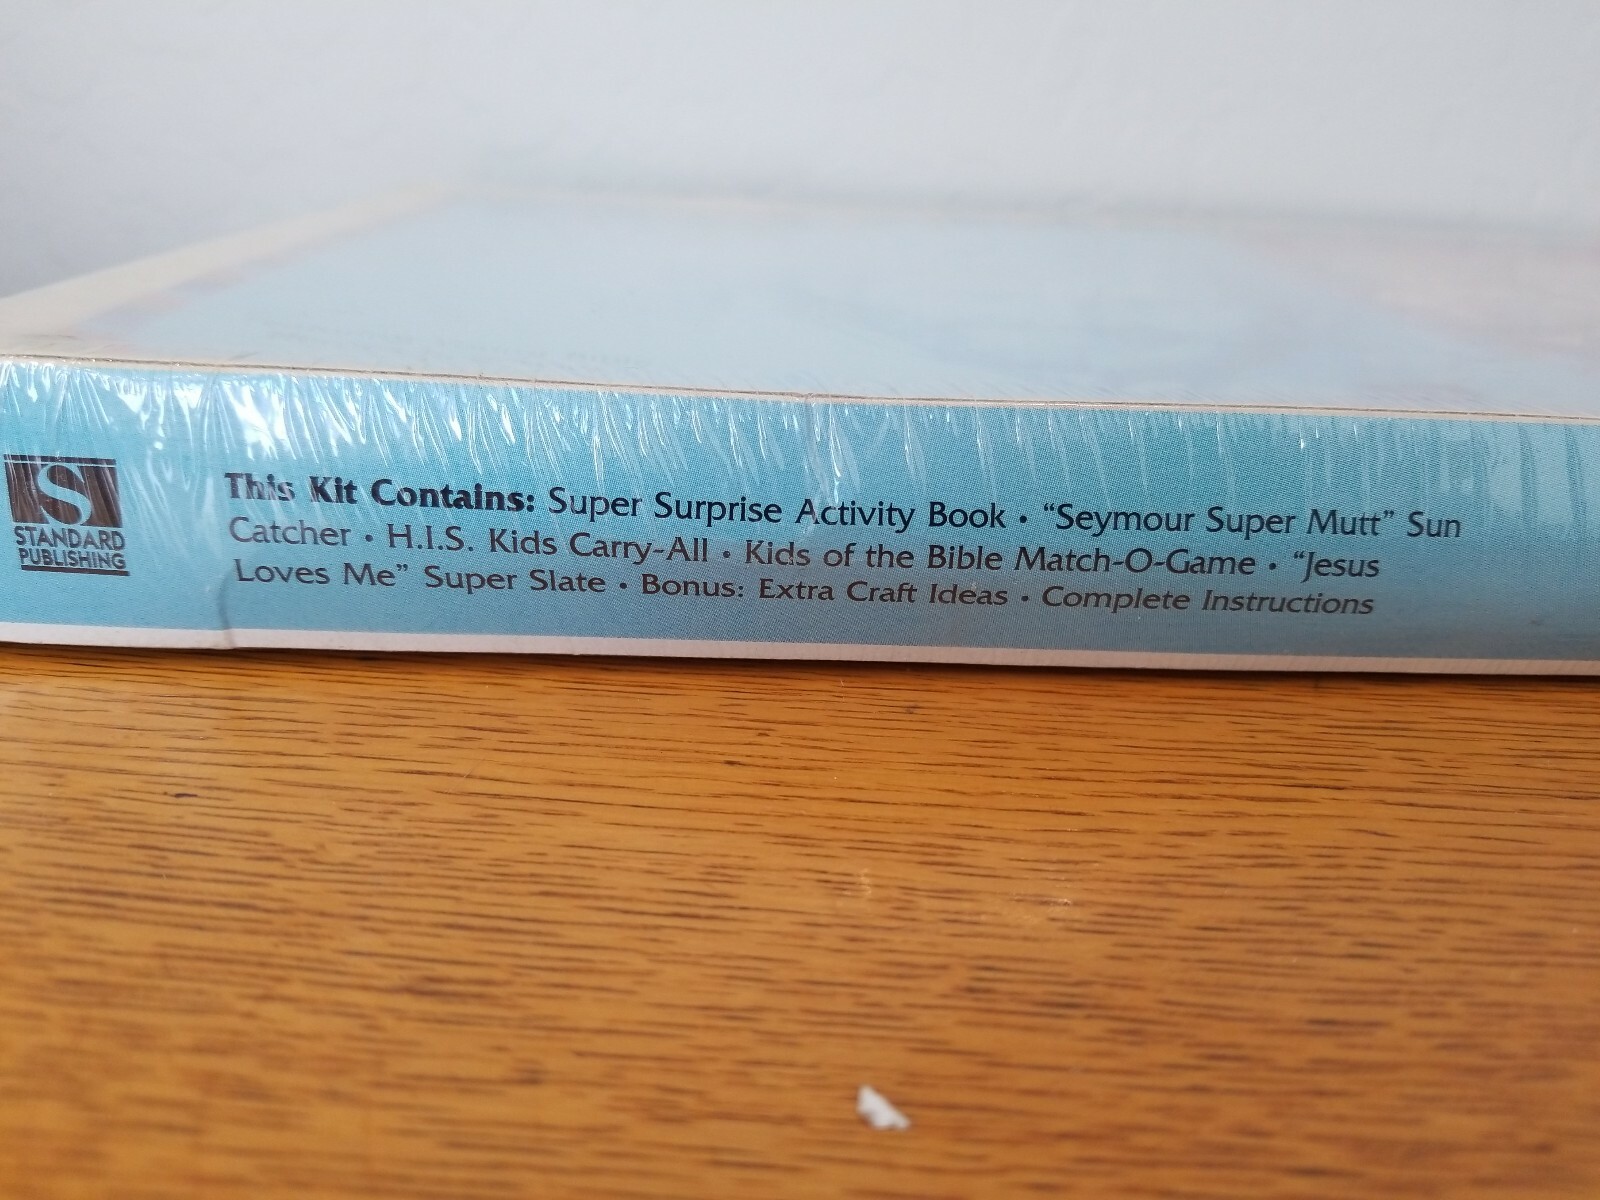 S
STANDARD
PUBLISHING
This Kit Contains: Super Surprise Activity Book • “Seymour Super Mutt” Sun
Catcher • H.I.S. Kids Carry-All • Kids of the Bible Match-O-Game • “Jesus
Loves Me” Super Slate • Bonus: Extra Craft Ideas • Complete Instructions